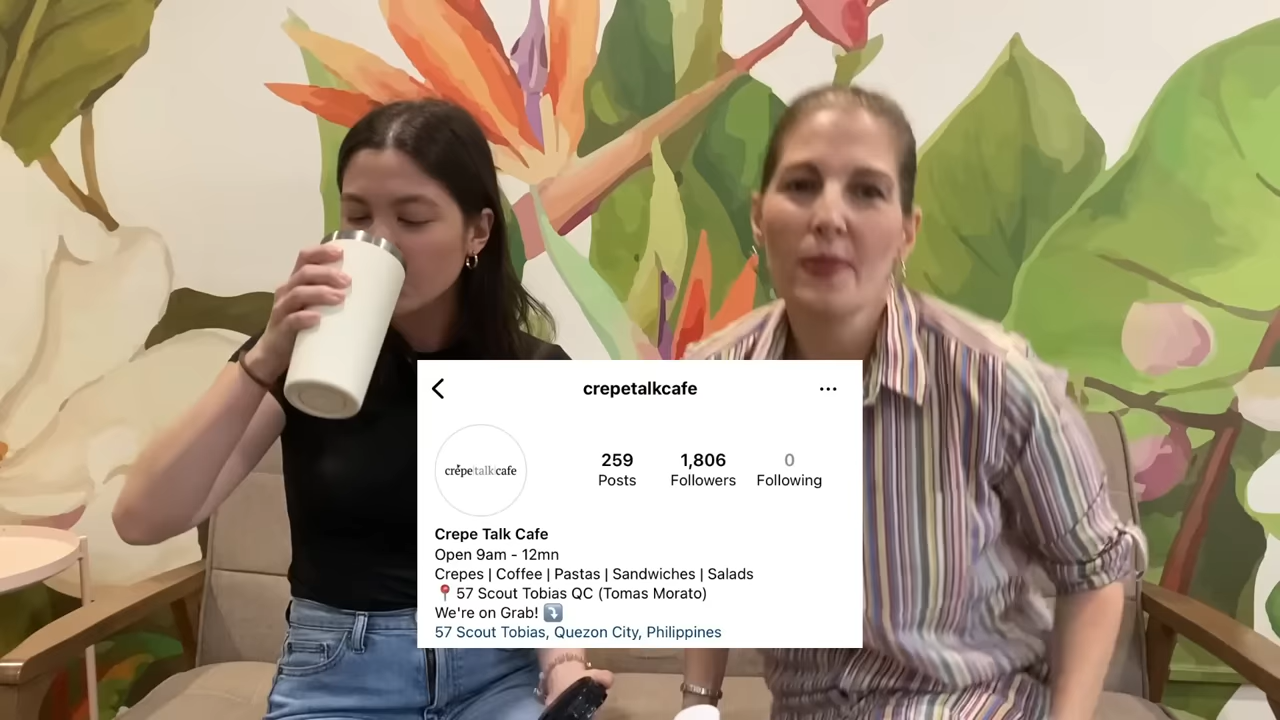 crepetalkcafe
crêpe|talk|cafe
259
1,806
0
Posts
Followers
Following
Crepe Talk Cafe
Open 9am - 12mn
Crepes | Coffee | Pastas | Sandwiches | Salads
📍 57 Scout Tobias QC (Tomas Morato)
We're on Grab! ⤵️
57 Scout Tobias, Quezon City, Philippines